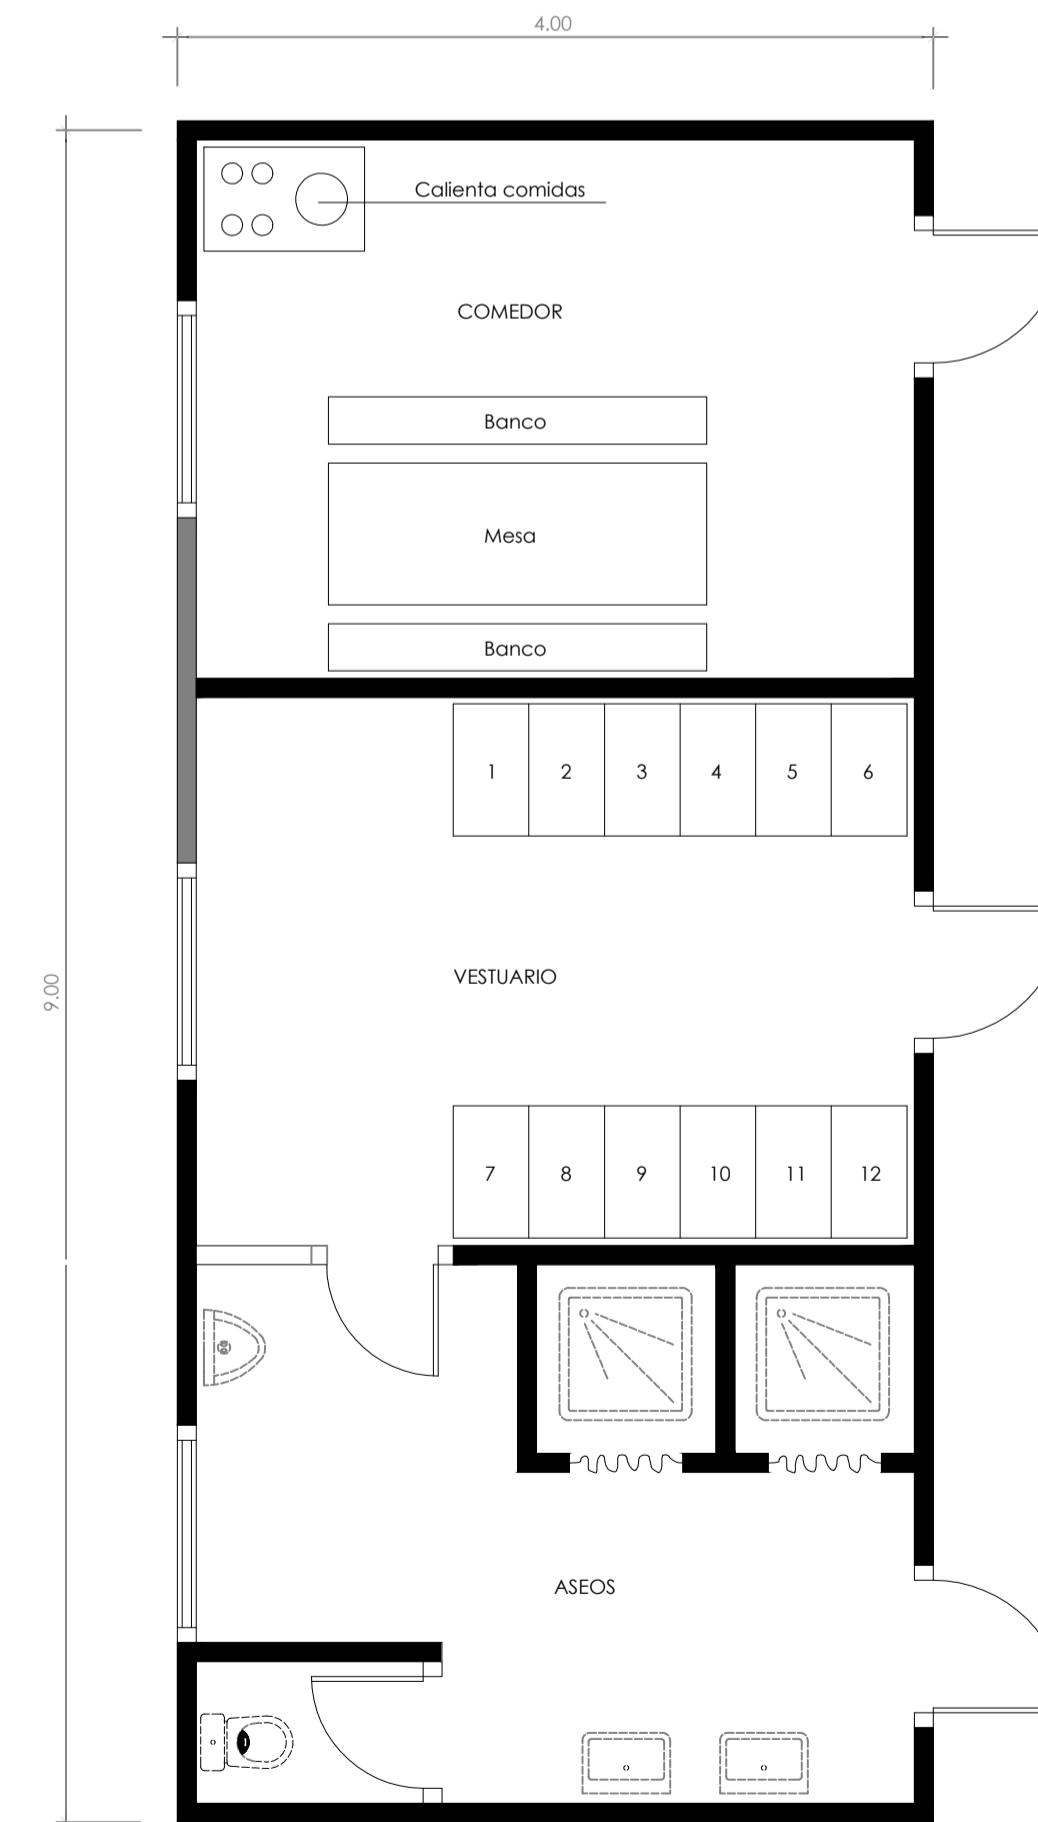 4.00
Calienta comidas
COMEDOR
Banco
Mesa
Banco
1 2 3 4 5 6
VESTUARIO
9.00
7 8 9 10 11 12
ASEOS